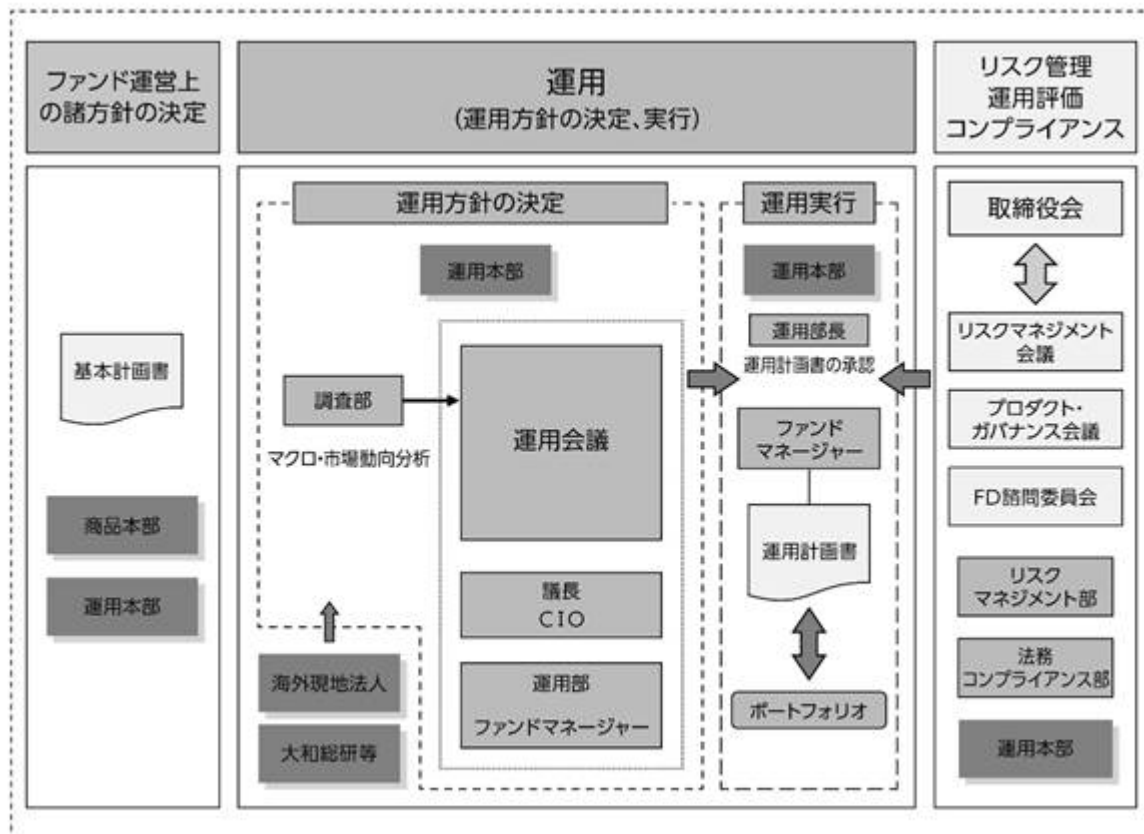 ファンド運営上
の諸方針の決定
基本計画書
商品本部
運用本部
運用
(運用方針の決定、実行)
運用方針の決定
運用本部
調査部
マクロ・市場動向分析
運用会議
議長
CIO
運用部
ファンドマネージャー
海外現地法人
大和総研等
運用実行
運用本部
運用部長
運用計画書の承認
ファンド
マネージャー
運用計画書
ポートフォリオ
リスク管理
運用評価
コンプライアンス
取締役会
リスクマネジメント
会議
プロダクト・
ガバナンス会議
FD諮問委員会
リスク
マネジメント部
法務
コンプライアンス部
運用本部